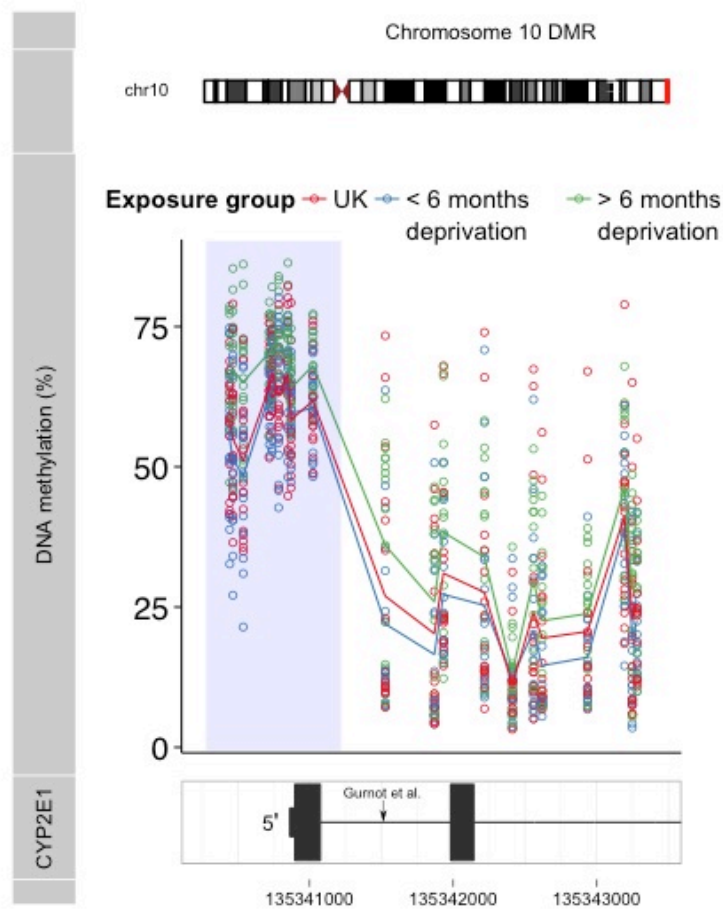 Chromosome 10 DMR
chr10
Exposure group UK < 6 months deprivation > 6 months deprivation
DNA methylation (%)
75
50
25
0
CYP2E1
Gurnot et al.
5'
135341000 135342000 135343000